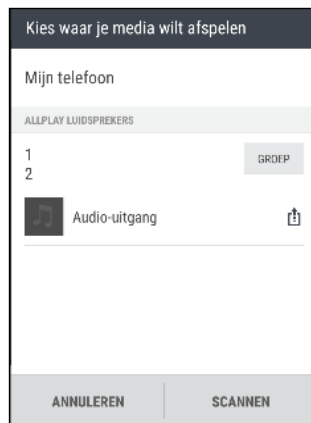 Kies waar je media wilt afspelen
Mijn telefoon
ALLPLAY LUIDSPREKERS
1
GROEP
2
Audio-uitgang
ANNULEREN
SCANNEN